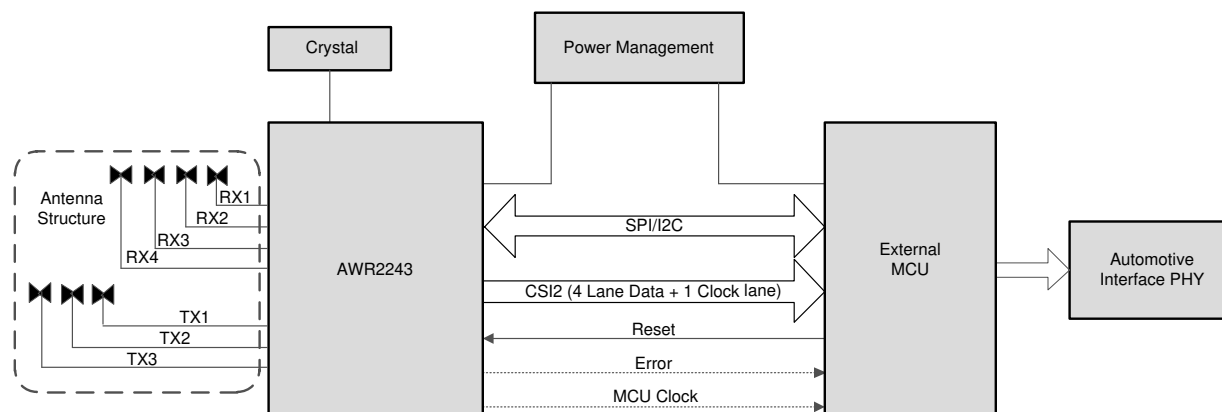 Crystal
Power Management
Antenna
Structure
RX1
RX2
RX3
RX4
TX1
TX2
TX3
AWR2243
SPI/I2C
CSI2 (4 Lane Data + 1 Clock lane)
Reset
Error
MCU Clock
External
MCU
Automotive
Interface PHY